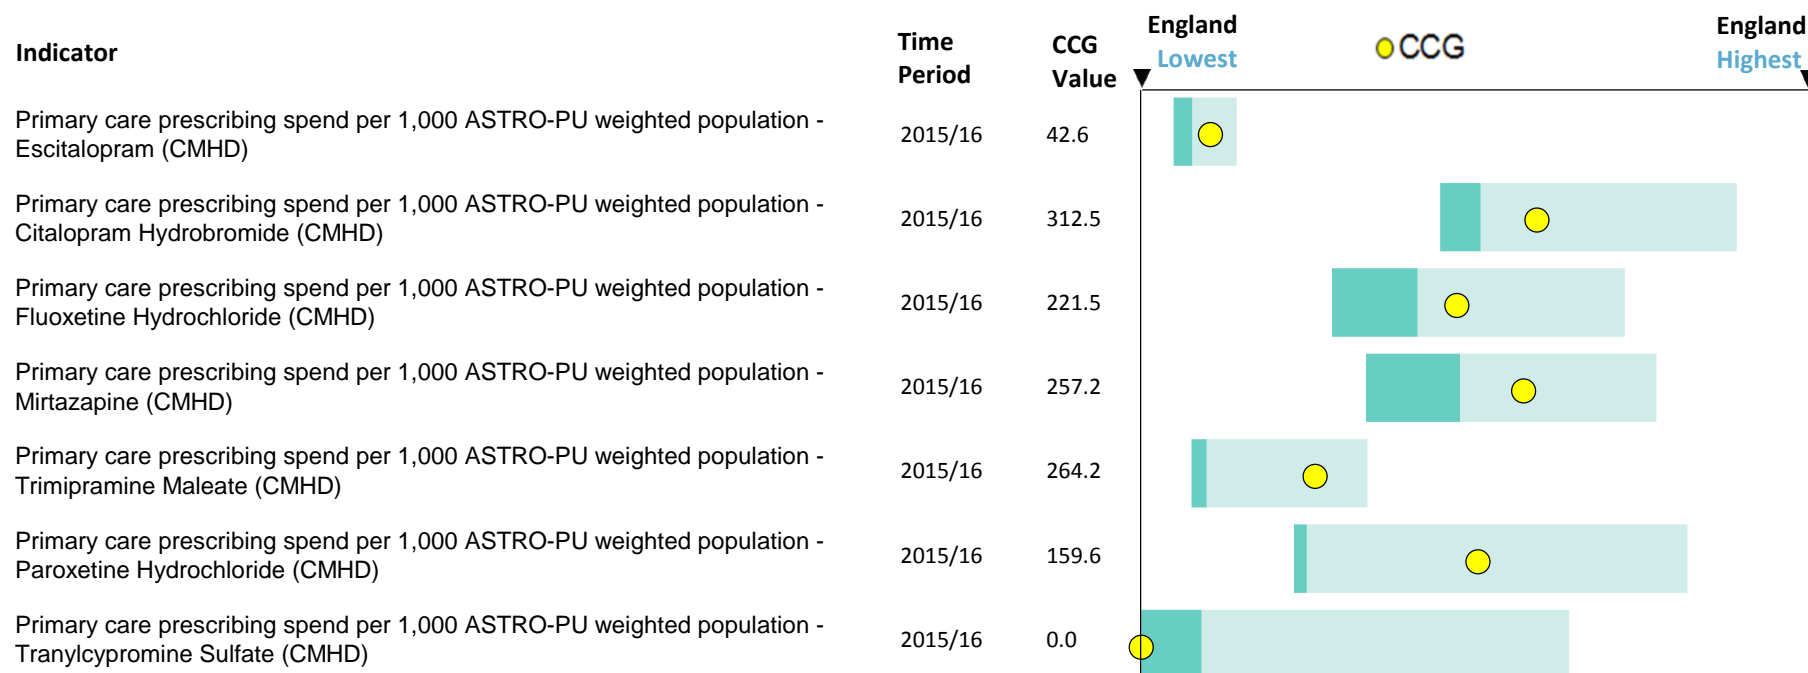 Indicator
Time
Period
CCG
Value
England
Lowest
CCG
England
Highest
Primary care prescribing spend per 1,000 ASTRO-PU weighted population -
Escitalopram (CMHD)
2015/16
42.6
Primary care prescribing spend per 1,000 ASTRO-PU weighted population -
Citalopram Hydrobromide (CMHD)
2015/16
312.5
Primary care prescribing spend per 1,000 ASTRO-PU weighted population -
Fluoxetine Hydrochloride (CMHD)
2015/16
221.5
Primary care prescribing spend per 1,000 ASTRO-PU weighted population -
Mirtazapine (CMHD)
2015/16
257.2
Primary care prescribing spend per 1,000 ASTRO-PU weighted population -
Trimipramine Maleate (CMHD)
2015/16
264.2
Primary care prescribing spend per 1,000 ASTRO-PU weighted population -
Paroxetine Hydrochloride (CMHD)
2015/16
159.6
Primary care prescribing spend per 1,000 ASTRO-PU weighted population -
Tranylcypromine Sulfate (CMHD)
2015/16
0.0